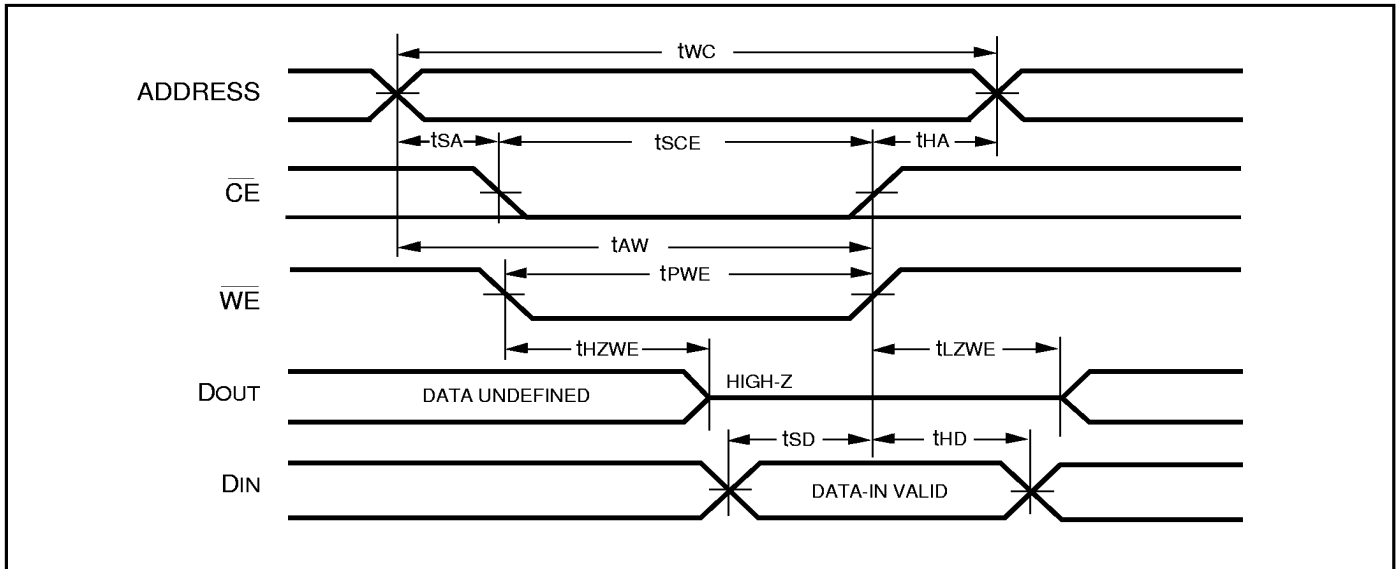 tWC
ADDRESS
tSA
tSCE
tHA
CE
tAW
tPWE
WE
tHZWE
tLZWE
DOUT
DATA UNDEFINED
HIGH-Z
tSD
tHD
DIN
DATA-IN VALID